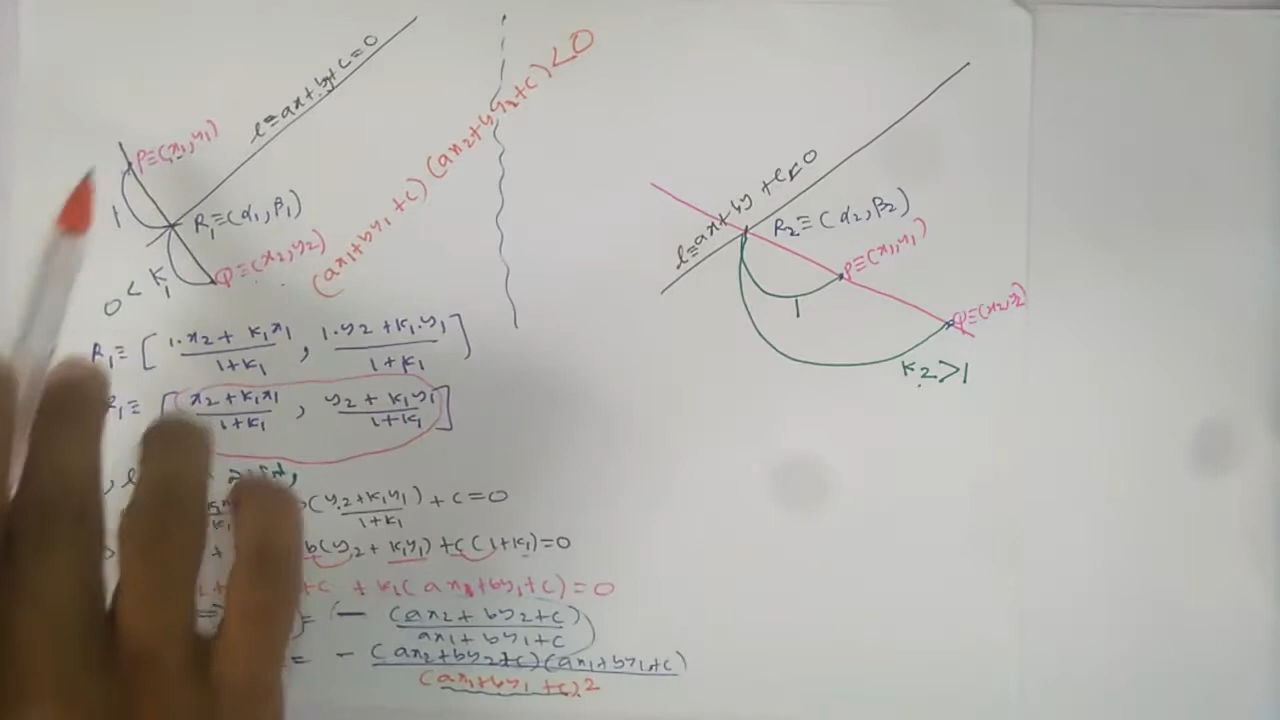 l≡ax+by+c=0
P≡(x1,y1)
1
R1≡(α1,β1)
Q≡(x2,y2)
0<K1
(ax1+by1+c)(ax2+by2+c)<0
R1≡[1.x2+K1x1/1+K1, 1.y2+K1.y1/1+K1]
R1≡[x2+K1x1/1+K1, y2+K1y1/1+K1]
(y2+K1y1/1+K1)+c=0
+ b(y2+K1y1)+c(1+K1)=0
+c+K1(ax1+by1+c)=0
=-(ax2+by2+c)/ax1+by1+c
=-(ax2+by2+c)(ax1+by1+c)/(ax1+by1+c)2
l≡ax+by+c=0
R2≡(α2,β2)
P≡(x1,y1)
1
Q≡(x2,y2)
K2>1